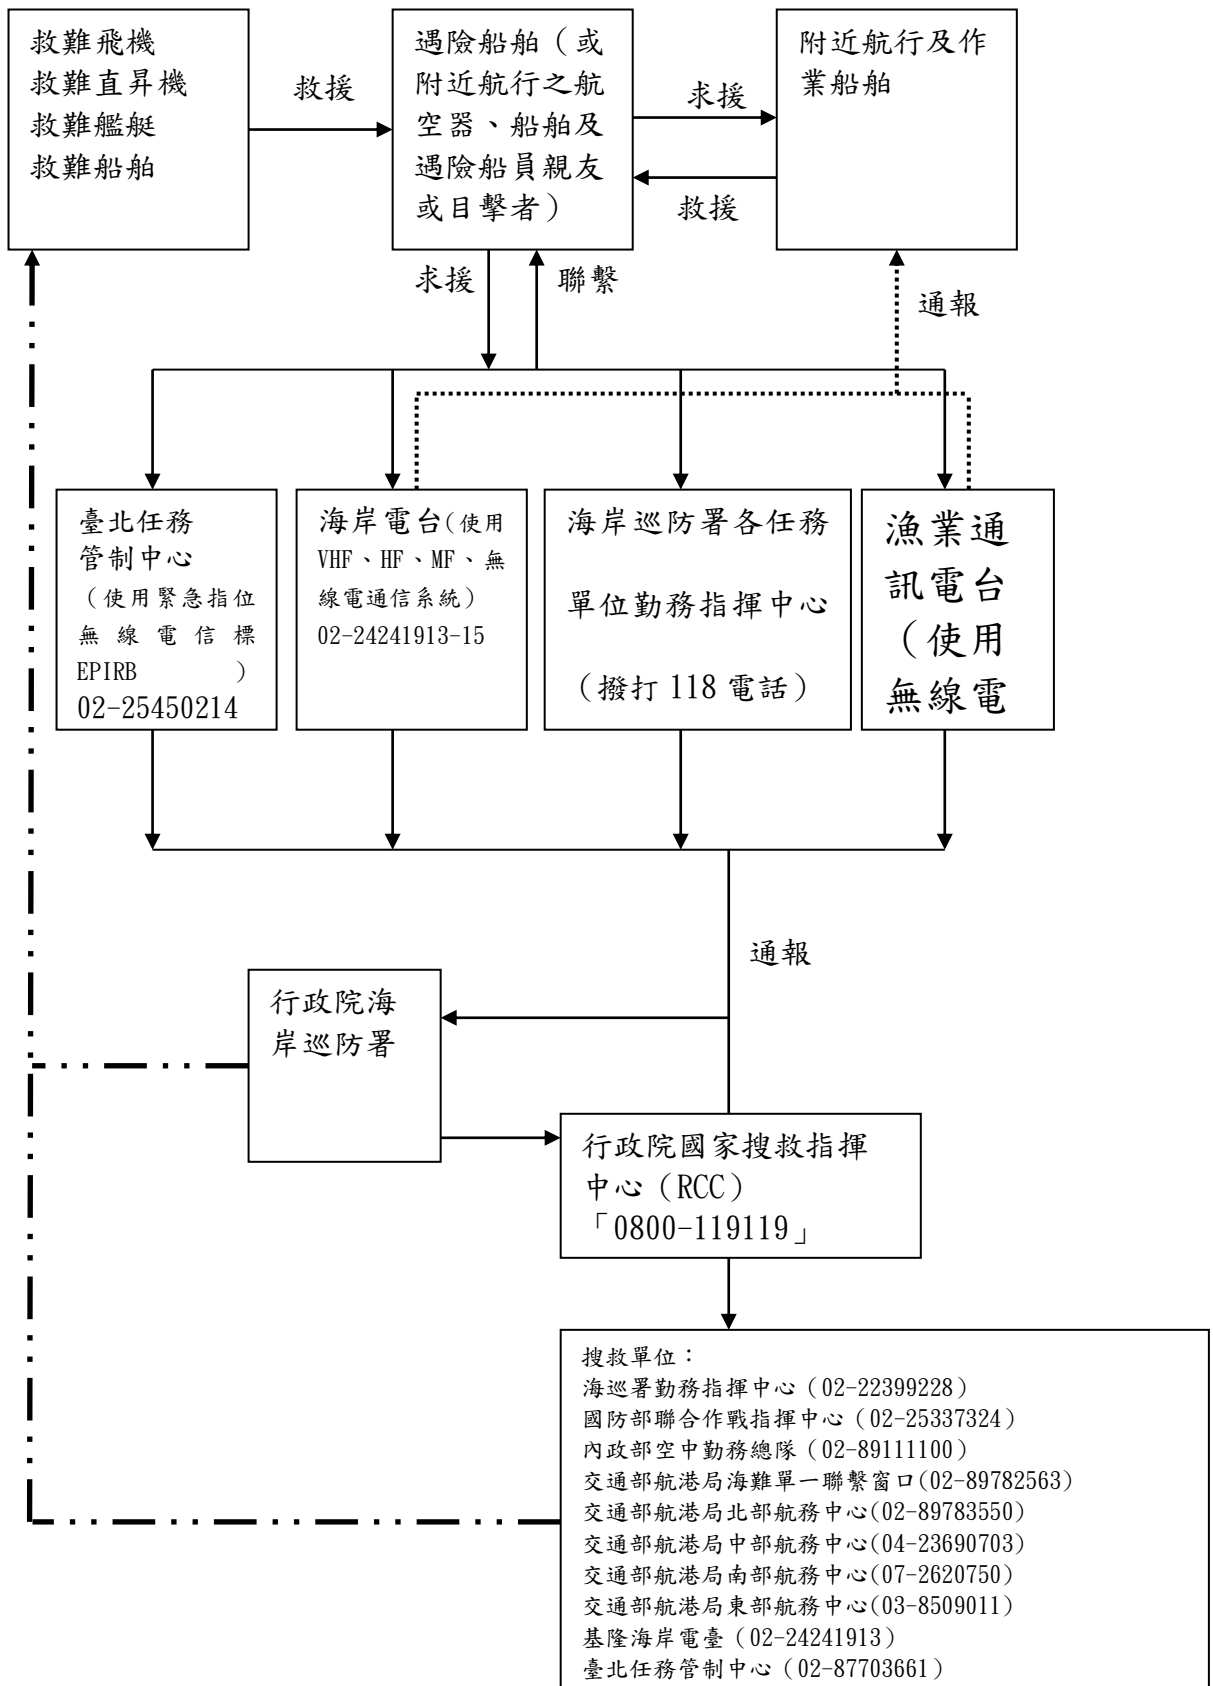 救難飛機
救難直昇機
救難艦艇
救難船舶
救援
遇險船舶（或
附近航行之航
空器、船舶及
遇險船員親友
或目擊者）
求援
救援
附近航行及作
業船舶
求援
聯繫
通報
臺北任務
管制中心
（使用緊急指位
無線電信標
EPIRB ）
02-25450214
海岸電台(使用
VHF、HF、MF、無
線電通信系統)
02-24241913-15
海岸巡防署各任務
單位勤務指揮中心
（撥打 118 電話）
漁業通
訊電台
（使用
無線電
通報
行政院海
岸巡防署
行政院國家搜救指揮
中心（RCC）
「0800-119119」
搜救單位：
海巡署勤務指揮中心（02-22399228）
國防部聯合作戰指揮中心（02-25337324）
內政部空中勤務總隊（02-89111100）
交通部航港局海難單一聯繫窗口(02-89782563)
交通部航港局北部航務中心(02-89783550)
交通部航港局中部航務中心(04-23690703)
交通部航港局南部航務中心(07-2620750)
交通部航港局東部航務中心(03-8509011)
基隆海岸電臺（02-24241913）
臺北任務管制中心（02-87703661）